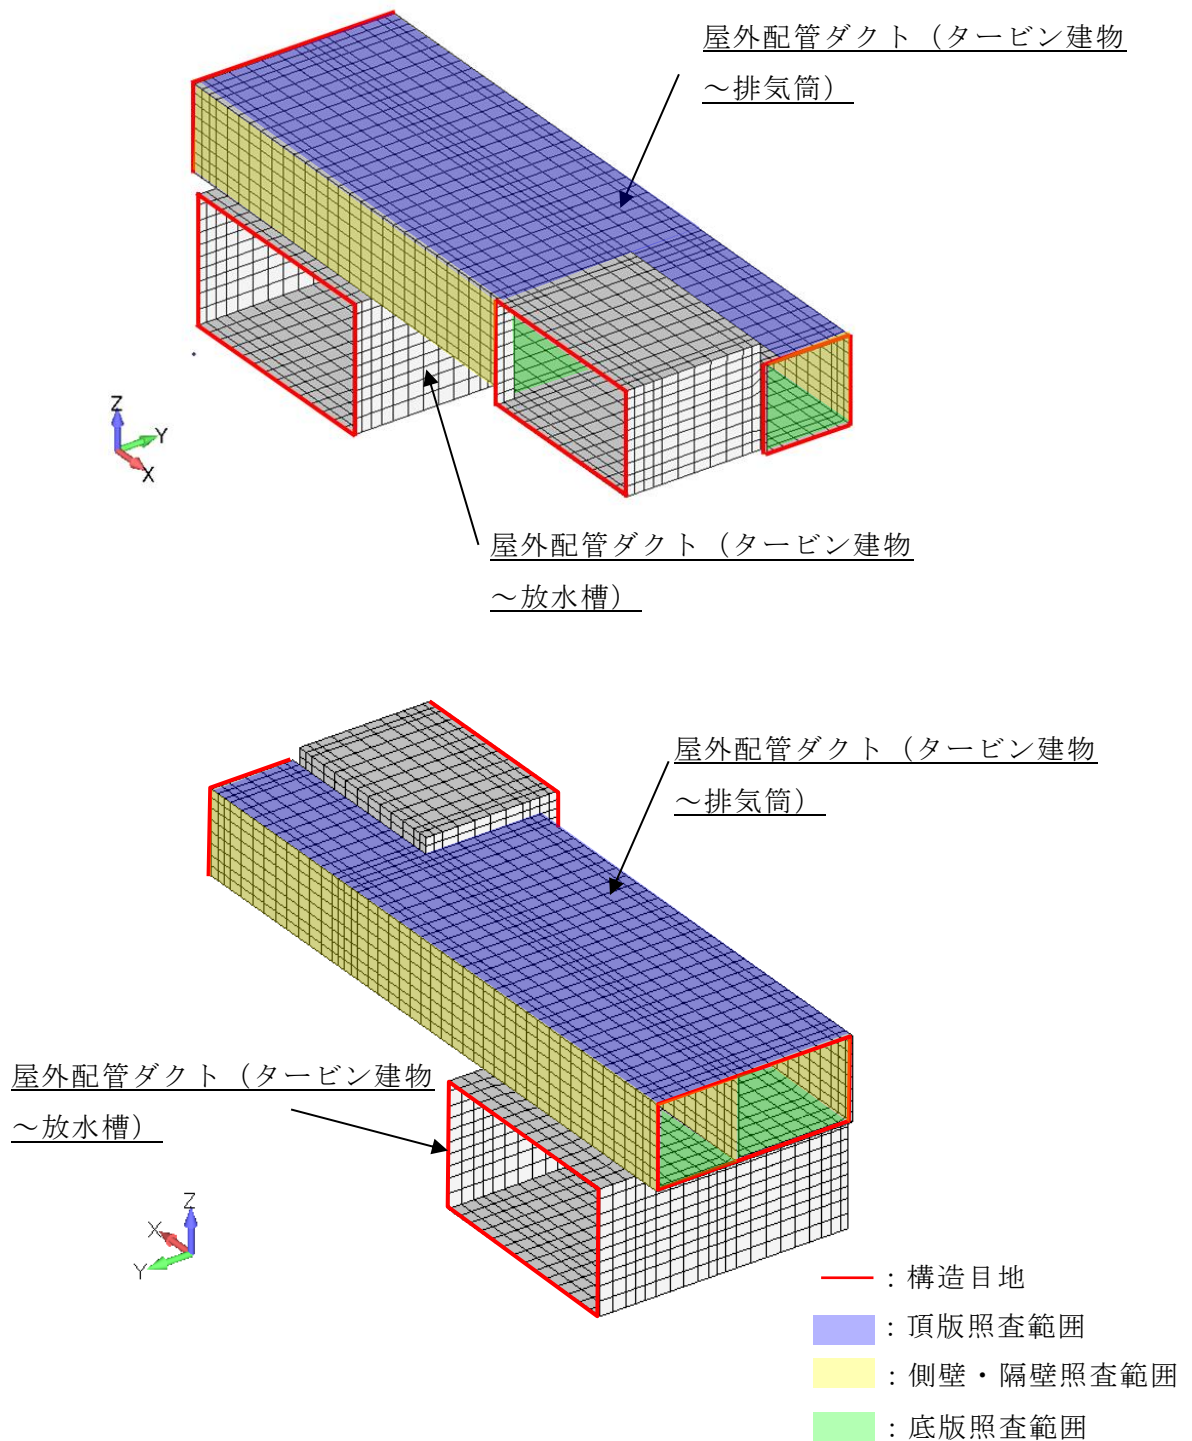 屋外配管ダクト（タービン建物
～排気筒）
Z
Y
X
屋外配管ダクト（タービン建物
～放水槽）
屋外配管ダクト（タービン建物
～排気筒）
屋外配管ダクト（タービン建物
～放水槽）
Z
X
Y
：構造目地
：頂版照査範囲
：側壁・隔壁照査範囲
：底版照査範囲